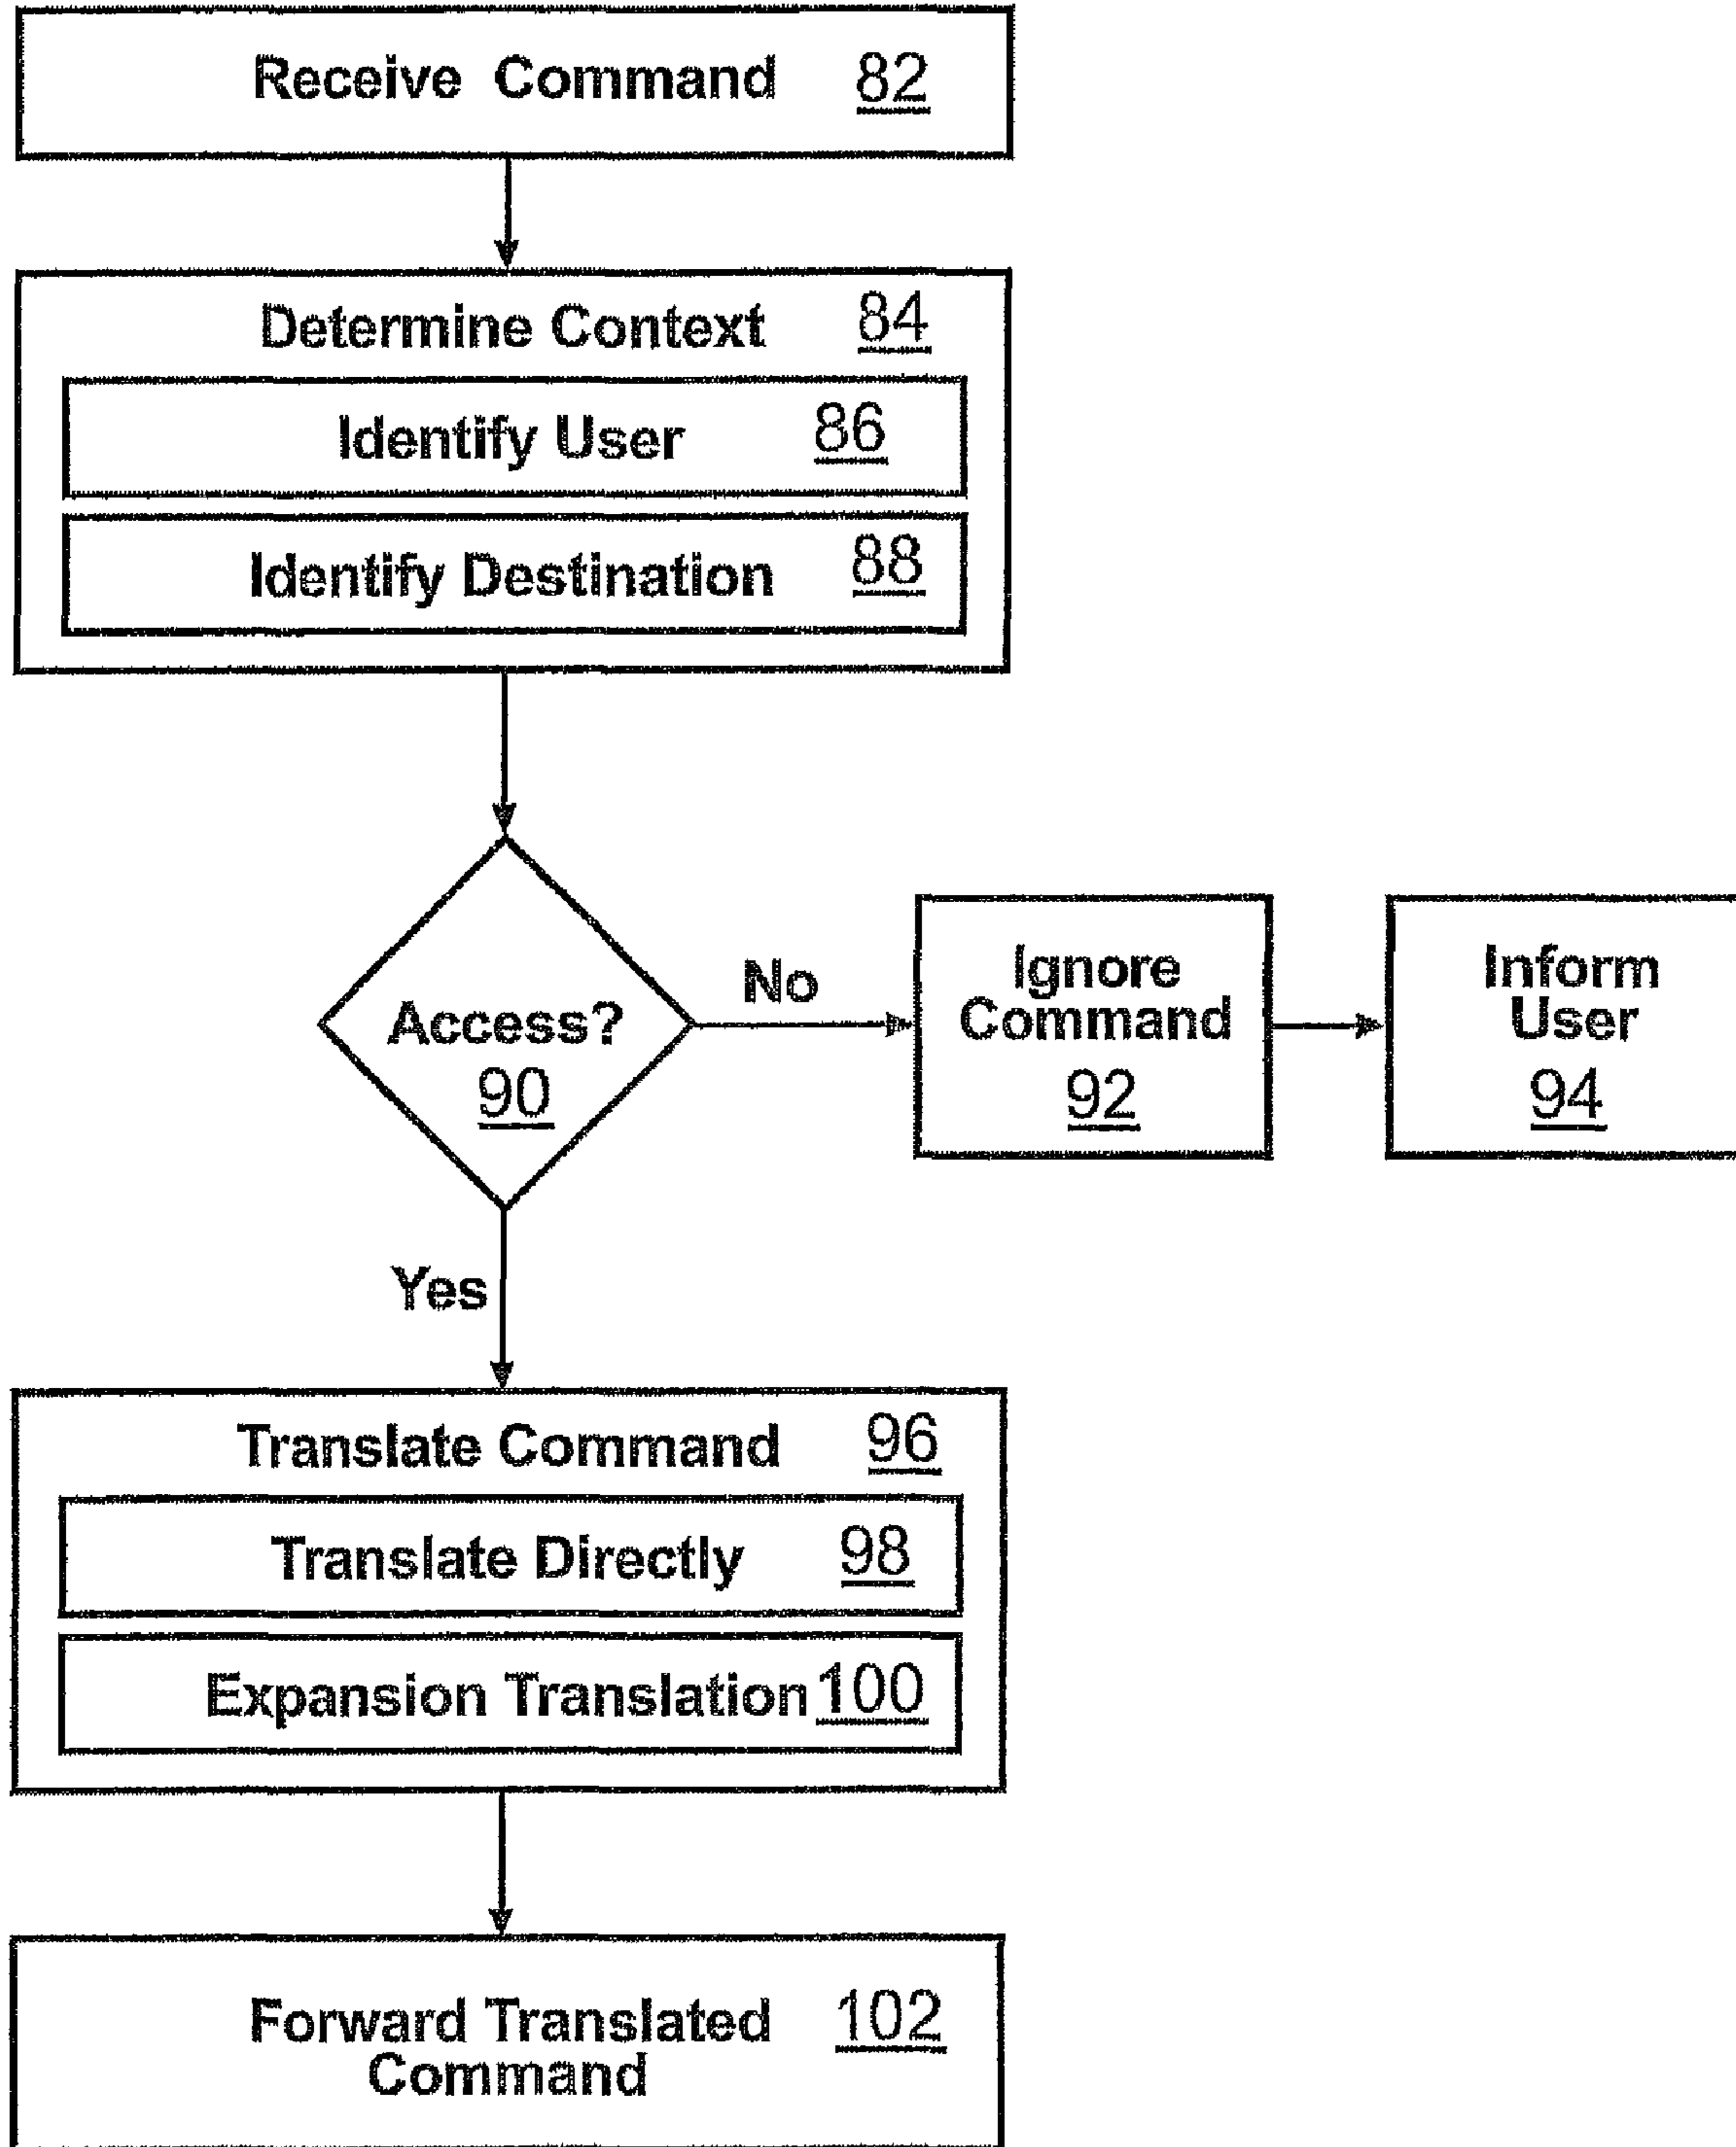 Receive Command 82
Determine Context 84
Identify User 86
Identify Destination 88
Access?
90
No
Ignore
Command
92
Inform
User
94
Yes
Translate Command 96
Translate Directly 98
Expansion Translation 100
Forward Translated 102
Command